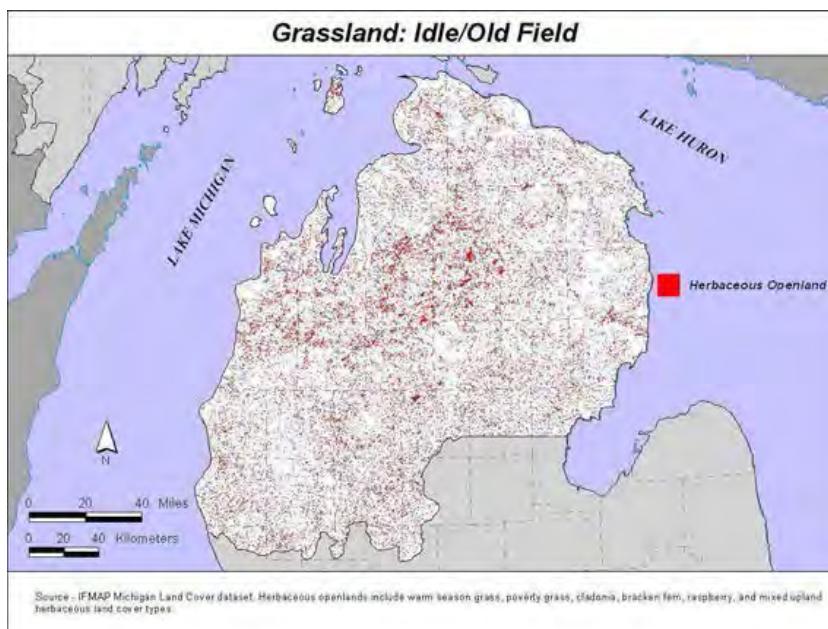 Grassland: Idle/Old Field
LAKE MICHIGAN
LAKE HURON
Herbaceous Openland
N
0 20 40 Miles
0 20 40 Kilometers
Source - IFMAP Michigan Land Cover dataset. Herbaceous openlands include warm season grass, poverty grass, cladonia, bracken fern, raspberry, and mixed upland
herbaceous land cover types.